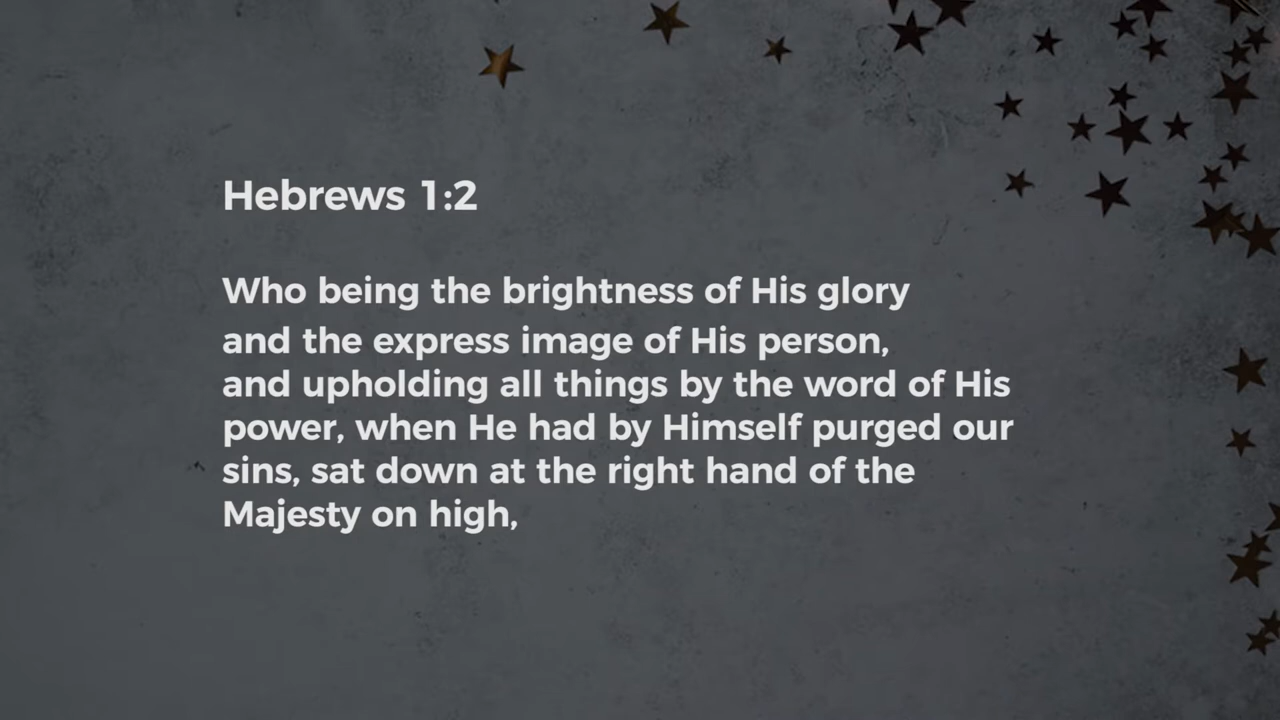 Hebrews 1:2
Who being the brightness of His glory
and the express image of His person,
and upholding all things by the word of His
power, when He had by Himself purged our
sins, sat down at the right hand of the
Majesty on high,